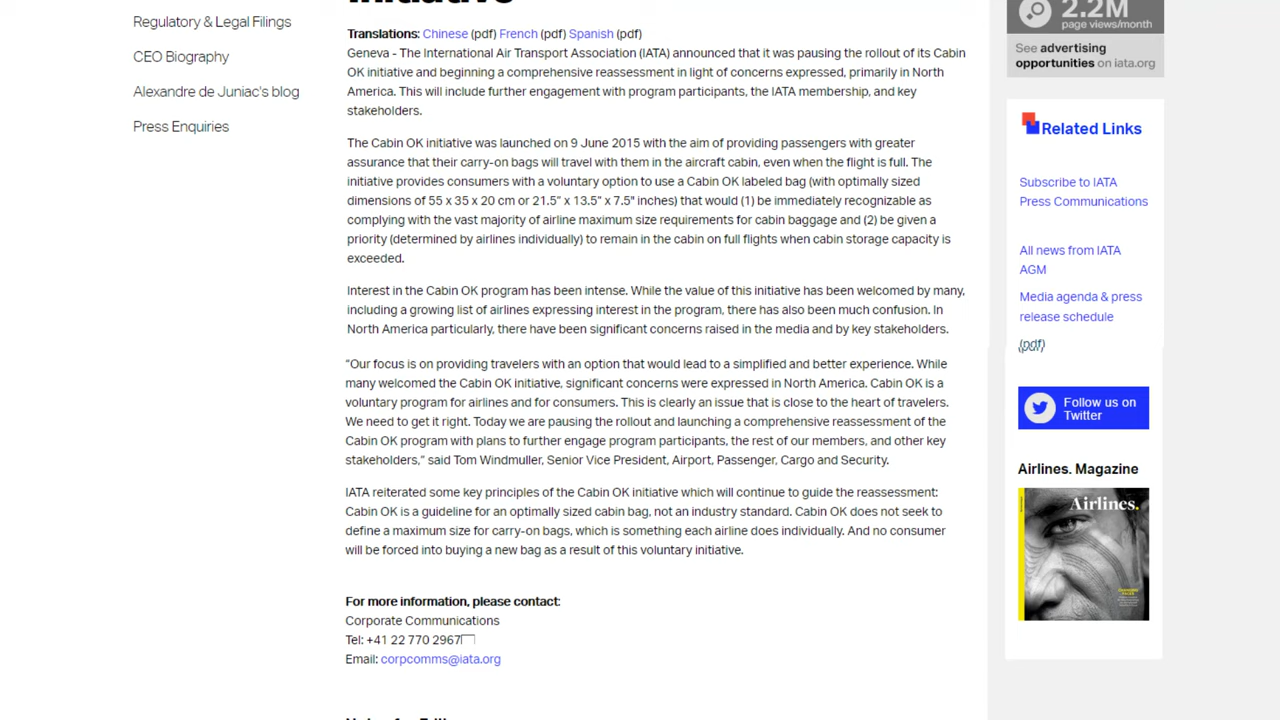 Initiative
Regulatory & Legal Filings
CEO Biography
Alexandre de Juniac's blog
Press Enquiries
Translations: Chinese (pdf) French (pdf) Spanish (pdf)
Geneva - The International Air Transport Association (IATA) announced that it was pausing the rollout of its Cabin
OK initiative and beginning a comprehensive reassessment in light of concerns expressed, primarily in North
America. This will include further engagement with program participants, the IATA membership, and key
stakeholders.
The Cabin OK initiative was launched on 9 June 2015 with the aim of providing passengers with greater
assurance that their carry-on bags will travel with them in the aircraft cabin, even when the flight is full. The
initiative provides consumers with a voluntary option to use a Cabin OK labeled bag (with optimally sized
dimensions of 55 x 35 x 20 cm or 21.5” x 13.5” x 7.5" inches) that would (1) be immediately recognizable as
complying with the vast majority of airline maximum size requirements for cabin baggage and (2) be given a
priority (determined by airlines individually) to remain in the cabin on full flights when cabin storage capacity is
exceeded.
Interest in the Cabin OK program has been intense. While the value of this initiative has been welcomed by many,
including a growing list of airlines expressing interest in the program, there has also been much confusion. In
North America particularly, there have been significant concerns raised in the media and by key stakeholders.
“Our focus is on providing travelers with an option that would lead to a simplified and better experience. While
many welcomed the Cabin OK initiative, significant concerns were expressed in North America. Cabin OK is a
voluntary program for airlines and for consumers. This is clearly an issue that is close to the heart of travelers.
We need to get it right. Today we are pausing the rollout and launching a comprehensive reassessment of the
Cabin OK program with plans to further engage program participants, the rest of our members, and other key
stakeholders,” said Tom Windmuller, Senior Vice President, Airport, Passenger, Cargo and Security.
IATA reiterated some key principles of the Cabin OK initiative which will continue to guide the reassessment:
Cabin OK is a guideline for an optimally sized cabin bag, not an industry standard. Cabin OK does not seek to
define a maximum size for carry-on bags, which is something each airline does individually. And no consumer
will be forced into buying a new bag as a result of this voluntary initiative.
For more information, please contact:
Corporate Communications
Tel: +41 22 770 2967
Email: corpcomms@iata.org
2.2M
page views/month
See advertising
opportunities on iata.org
Related Links
Subscribe to IATA
Press Communications
All news from IATA
AGM
Media agenda & press
release schedule
(pdf)
Follow us on
Twitter
Airlines. Magazine
Airlines.